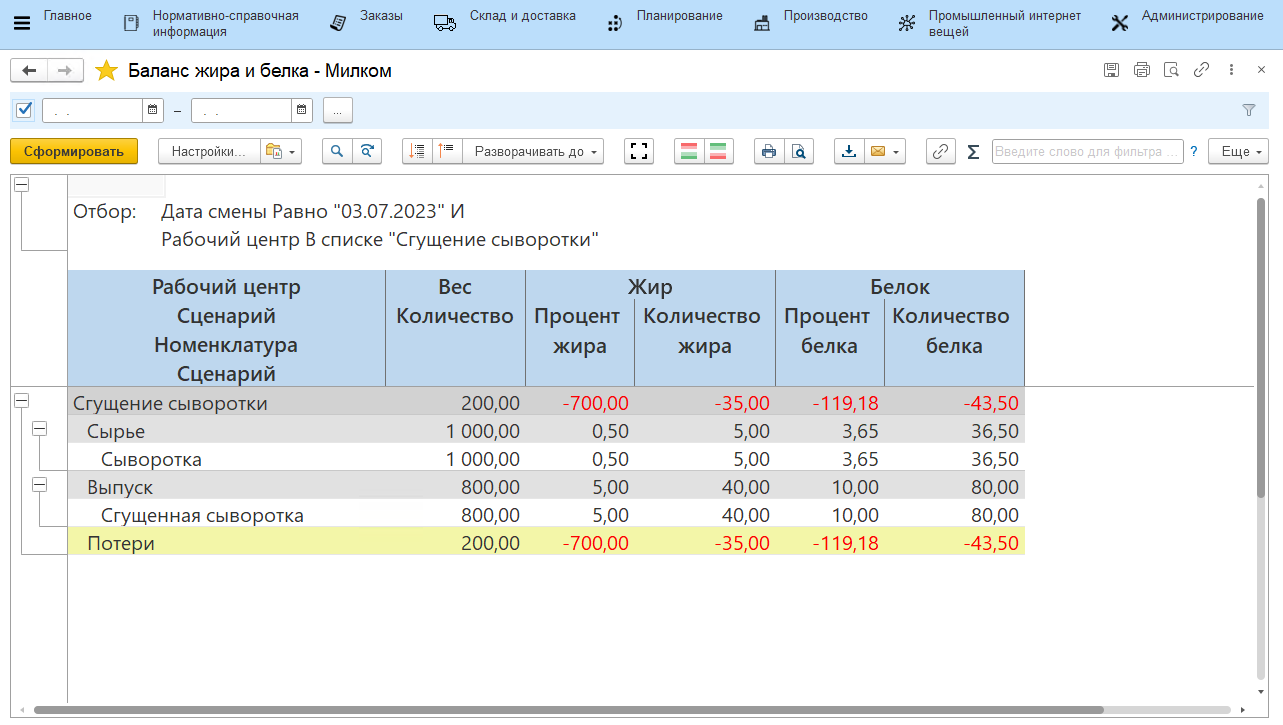 Главное
Нормативно-справочная
информация
Заказы
Склад и доставка
Планирование
Производство
Промышленный интернет
вещей
Администрирование
Баланс жира и белка - Милком
. . – . . ...
Сформировать Настройки... Разворачивать до Введите слово для фильтра ... ? Еще
Отбор: Дата смены Равно "03.07.2023" И
Рабочий центр В списке "Сгущение сыворотки"
Рабочий центр Вес Жир Белок
Сценарий Количество Процент Количество Процент Количество
Номенклатура жира жира белка белка
Сценарий
Сгущение сыворотки 200,00 -700,00 -35,00 -119,18 -43,50
Сырье 1 000,00 0,50 5,00 3,65 36,50
Сыворотка 1 000,00 0,50 5,00 3,65 36,50
Выпуск 800,00 5,00 40,00 10,00 80,00
Сгущенная сыворотка 800,00 5,00 40,00 10,00 80,00
Потери 200,00 -700,00 -35,00 -119,18 -43,50